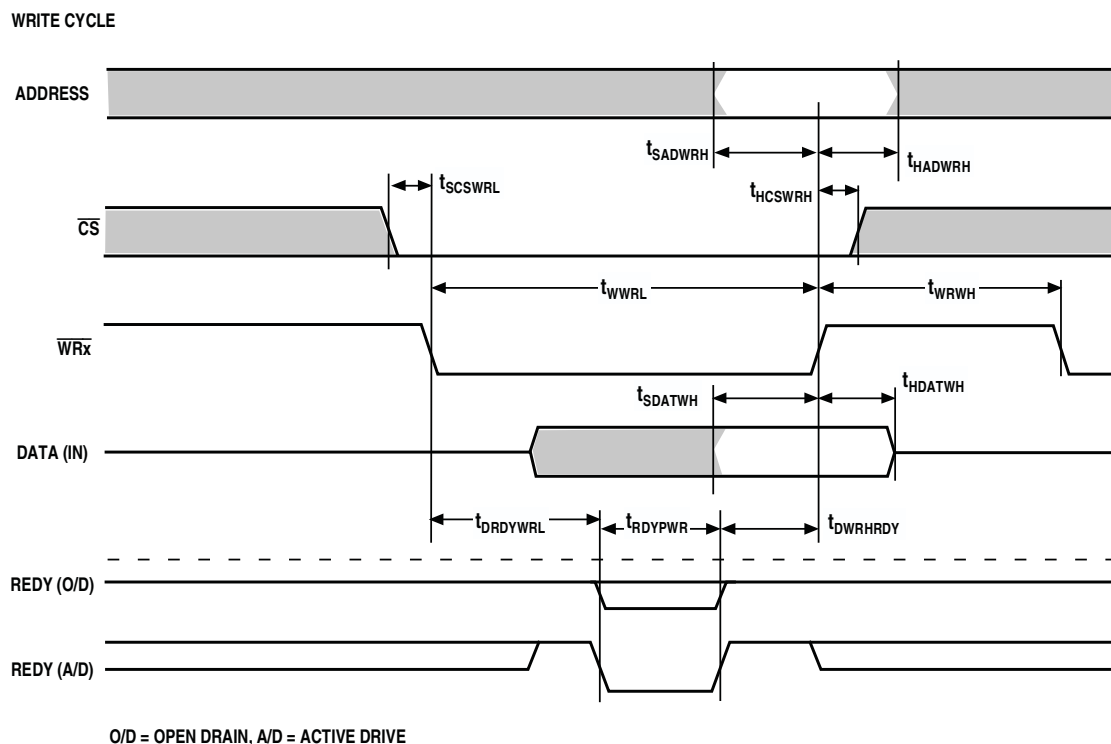 WRITE CYCLE
ADDRESS
tSADWRH
tHADWRH
tSCSWRL
tHCSWRH
CS
tWWRL
tWRWH
WRx
tSDATWH
tHDATWH
DATA (IN)
tDRDYWRL
tRDYPWR
tDWRHRDY
REDY (O/D)
REDY (A/D)
O/D = OPEN DRAIN, A/D = ACTIVE DRIVE